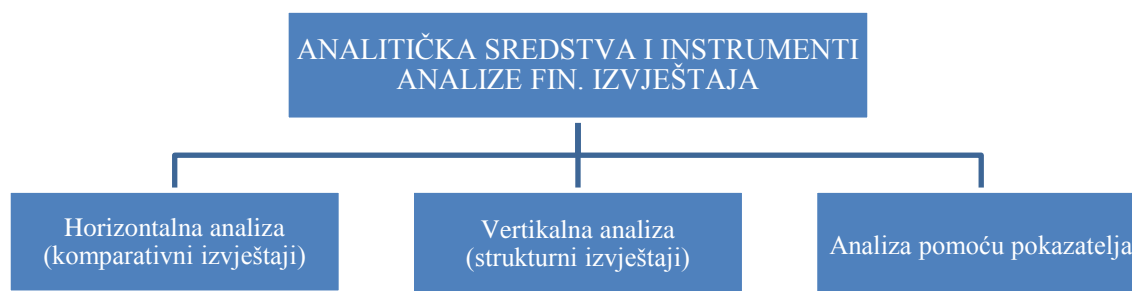 ANALITIČKA SREDSTVA I INSTRUMENTI
ANALIZE FIN. IZVJEŠTAJA
Horizontalna analiza
(komparativni izvještaji)
Vertikalna analiza
(strukturni izvještaji)
Analiza pomoću pokazatelja